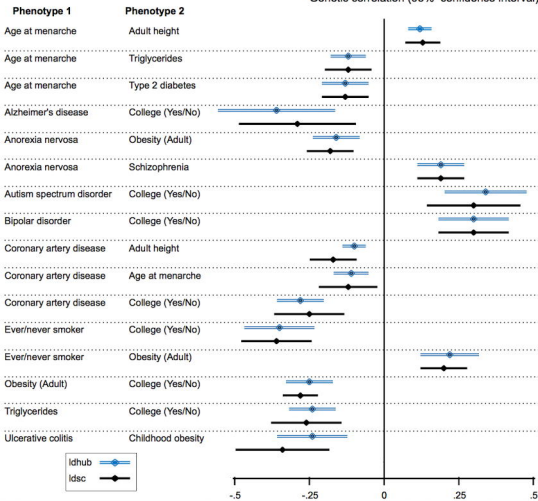 Phenotype 1 Phenotype 2
Age at menarche Adult height
Age at menarche Triglycerides
Age at menarche Type 2 diabetes
Alzheimer's disease College (Yes/No)
Anorexia nervosa Obesity (Adult)
Anorexia nervosa Schizophrenia
Autism spectrum disorder College (Yes/No)
Bipolar disorder College (Yes/No)
Coronary artery disease Adult height
Coronary artery disease Age at menarche
Coronary artery disease College (Yes/No)
Ever/never smoker College (Yes/No)
Ever/never smoker Obesity (Adult)
Obesity (Adult) College (Yes/No)
Triglycerides College (Yes/No)
Ulcerative colitis Childhood obesity
ldhub
ldsc
-.5 -.25 0 .25 .5